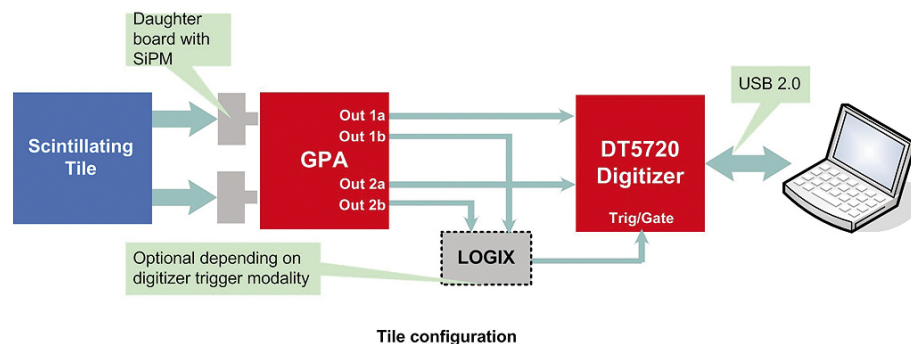 Daughter
board with
SiPM
USB 2.0
Scintillating
Tile
GPA
Out 1a
Out 1b
Out 2a
Out 2b
DT5720
Digitizer
Trig/Gate
LOGIX
Optional depending on
digitizer trigger modality
Tile configuration